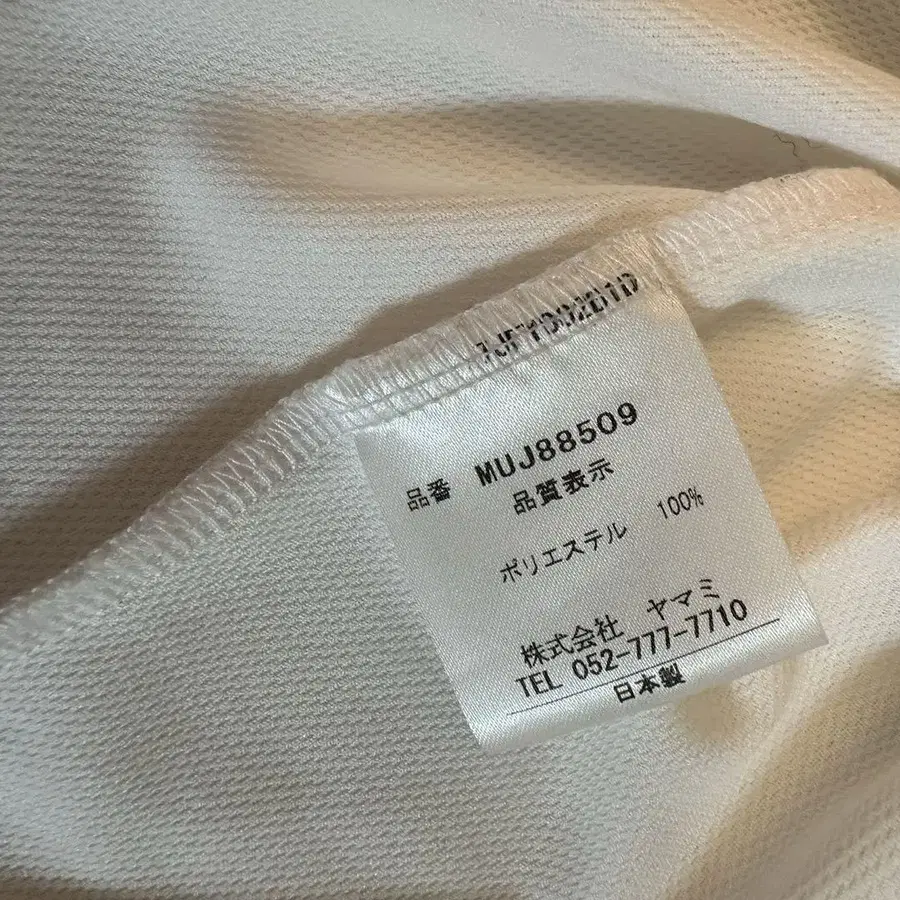 品番 MUJ88509
品質表示
ポリエステル 100%
株式会社 ヤマミ
TEL 052-777-7710
日本製